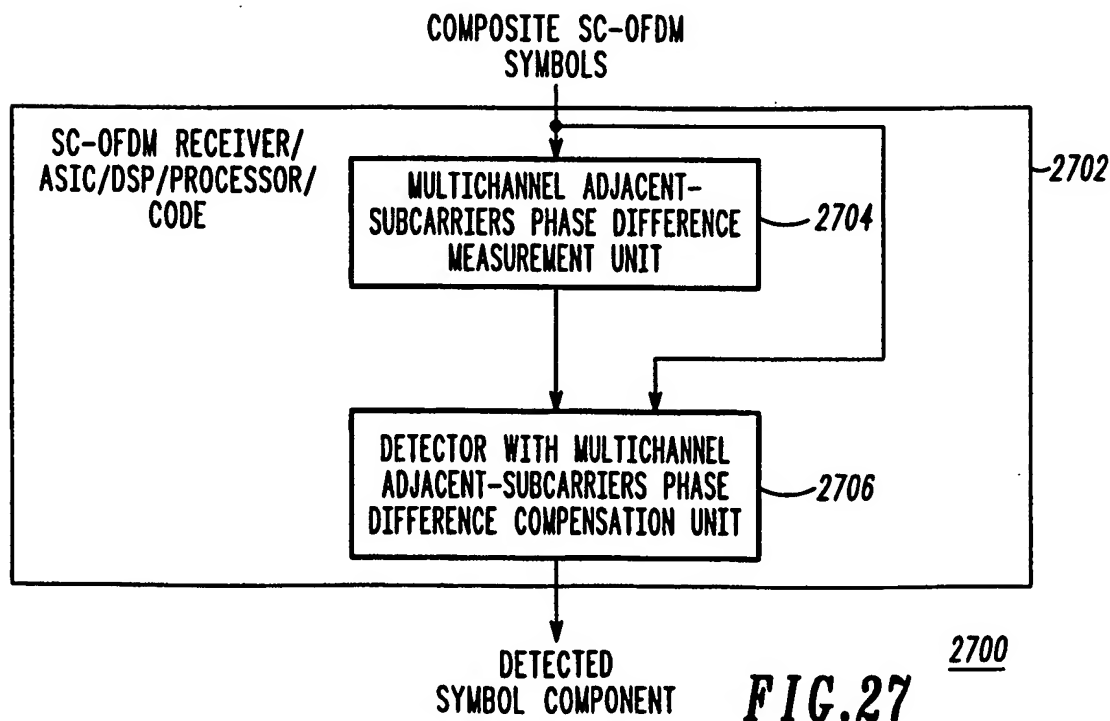 COMPOSITE SC-OFDM
SYMBOLS
SC-OFDM RECEIVER/
ASIC/DSP/PROCESSOR/
CODE
2702
MULTICHANNEL ADJACENT-
SUBCARRIERS PHASE DIFFERENCE
MEASUREMENT UNIT
2704
DETECTOR WITH MULTICHANNEL
ADJACENT-SUBCARRIERS PHASE
DIFFERENCE COMPENSATION UNIT
2706
DETECTED
SYMBOL COMPONENT
2700
FIG.27